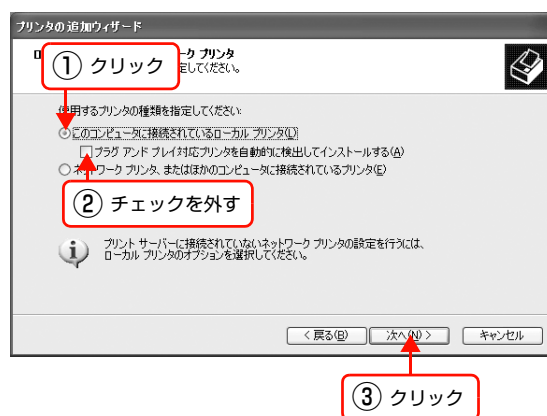 プリンタの追加ウィザード
ーク プリンタ
① クリック
定してください。
使用するプリンタの種類を指定してください:
このコンピュータに接続されているローカル プリンタ(L)
プラグ アンド プレイ対応プリンタを自動的に検出してインストールする(A)
ネットワーク プリンタ、またはほかのコンピュータに接続されているプリンタ(E)
② チェックを外す
プリント サーバーに接続されていないネットワーク プリンタの設定を行うには、
ローカル プリンタのオプションを選択してください。
< 戻る(B) 次へ(N) > キャンセル
③ クリック